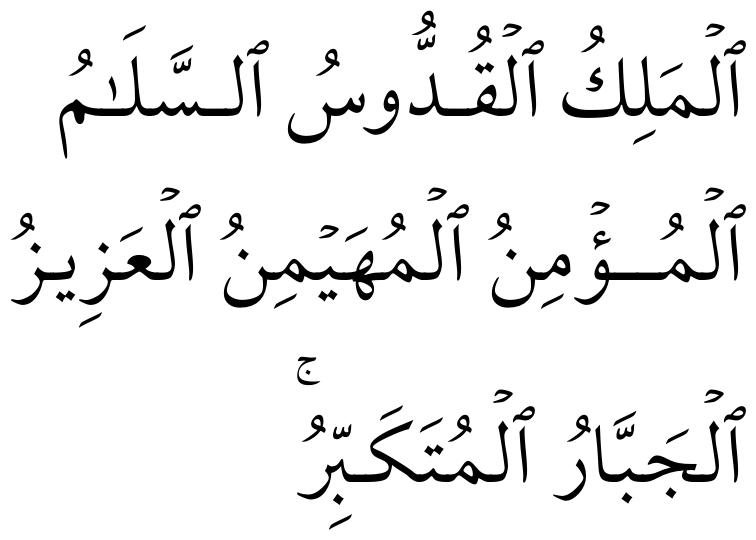 ٱلْمَلِكُ ٱلْقُدُّوسُ ٱلسَّلَـٰمُ
ٱلْمُؤْمِنُ ٱلْمُهَيْمِنُ ٱلْعَزِيزُ
ٱلْجَبَّارُ ٱلْمُتَكَبِّرُ ۚ